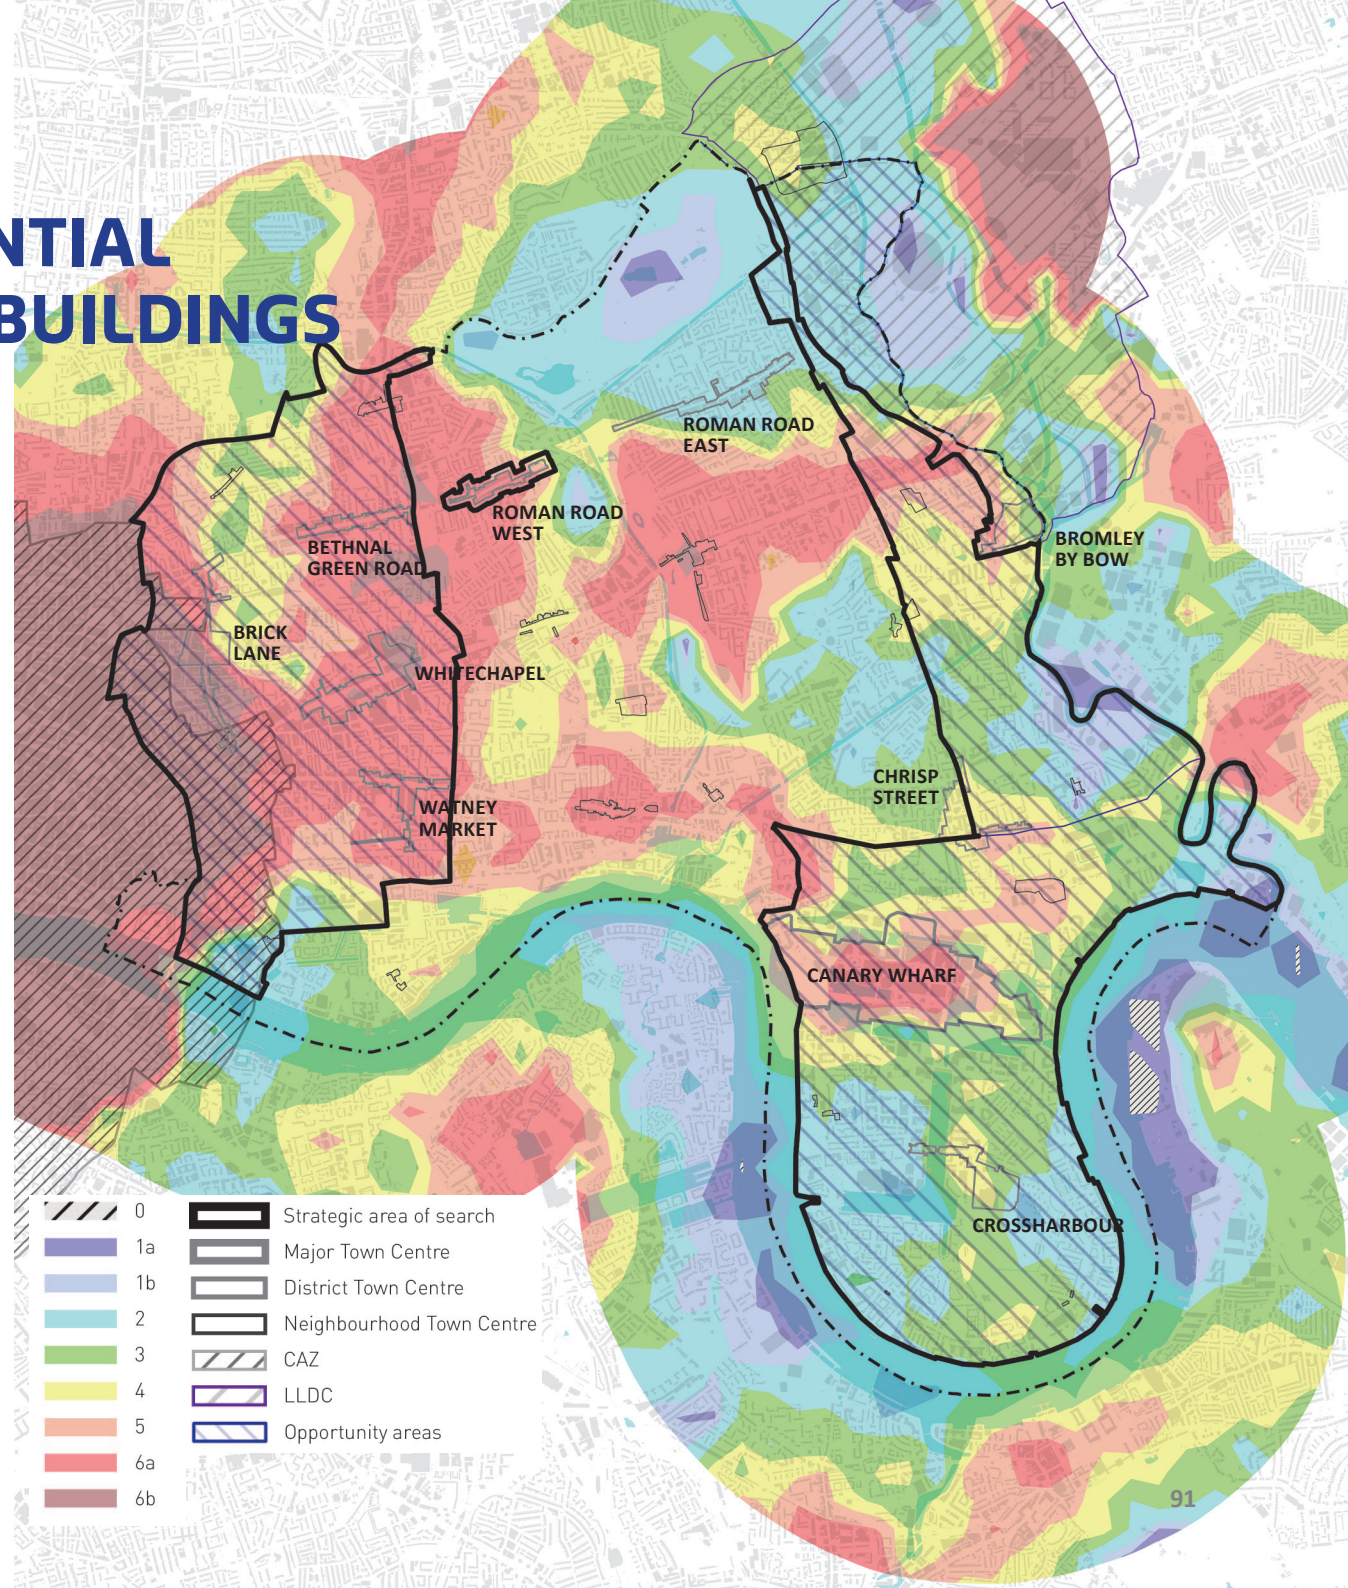 NTIAL
BUILDINGS
ROMAN ROAD
EAST
ROMAN ROAD
WEST
BETHNAL
GREEN ROAD
BROMLEY
BY BOW
BRICK
LANE
WHITECHAPEL
CHRISP
STREET
WATNEY
MARKET
CANARY WHARF
CROSSHARBOUR
0
1a
1b
2
3
4
5
6a
6b
Strategic area of search
Major Town Centre
District Town Centre
Neighbourhood Town Centre
CAZ
LLDC
Opportunity areas
91